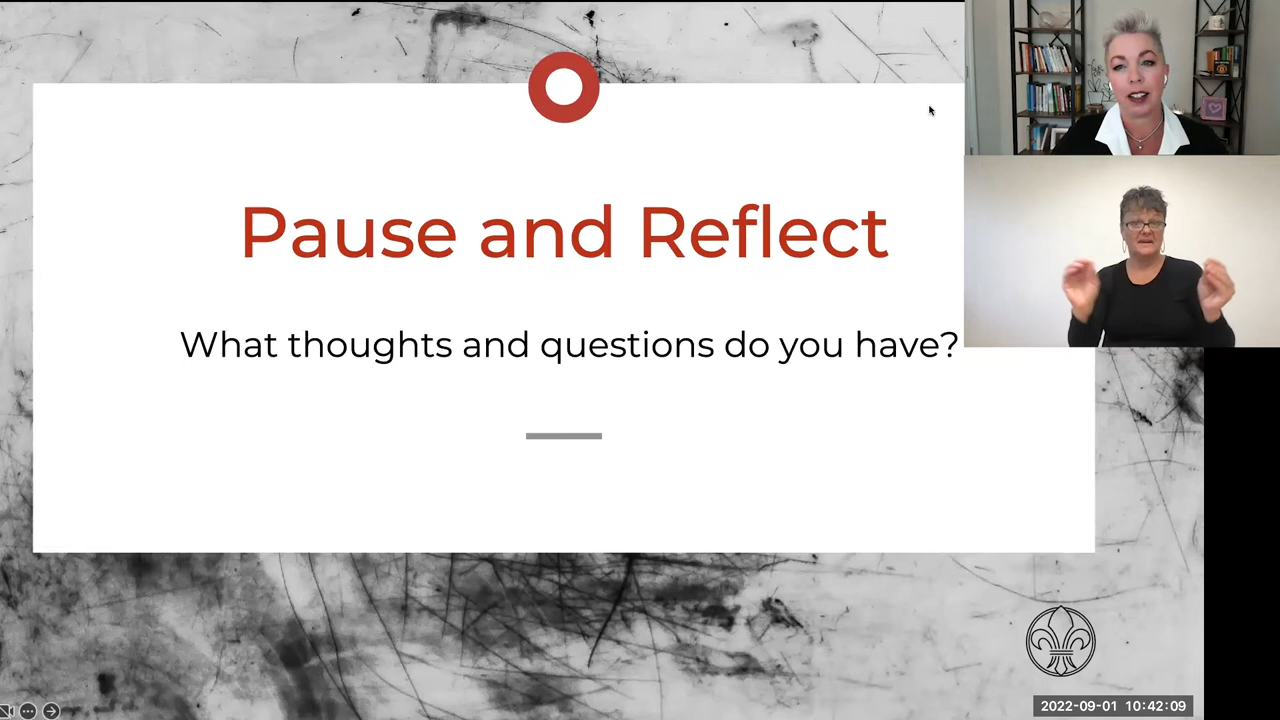 Pause and Reflect
What thoughts and questions do you have?
2022-09-01 10:42:09